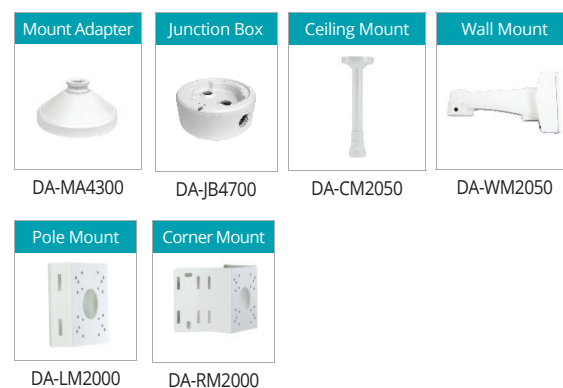 Mount Adapter
Junction Box
Ceiling Mount
Wall Mount
DA-MA4300
DA-JB4700
DA-CM2050
DA-WM2050
Pole Mount
Corner Mount
DA-LM2000
DA-RM2000